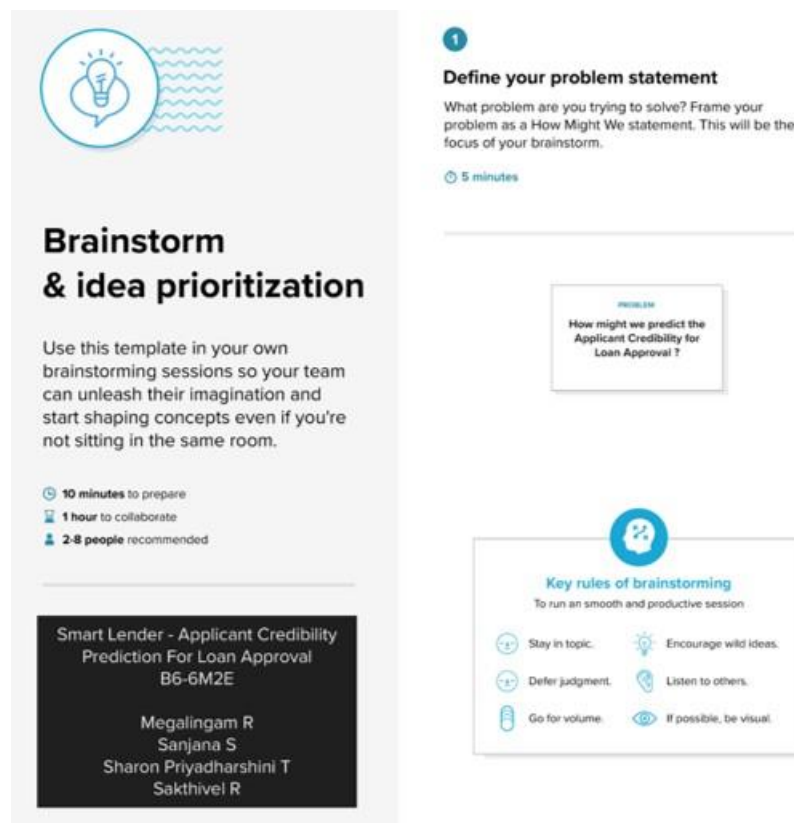 Brainstorm
& idea prioritization
Use this template in your own
brainstorming sessions so your team
can unleash their imagination and
start shaping concepts even if you're
not sitting in the same room.
10 minutes to prepare
1 hour to collaborate
2-8 people recommended
Smart Lender - Applicant Credibility
Prediction For Loan Approval
B6-6M2E
Megalingam R
Sanjana S
Sharon Priyadharshini T
Sakthivel R
1
Define your problem statement
What problem are you trying to solve? Frame your
problem as a How Might We statement. This will be the
focus of your brainstorm.
5 minutes
PROBLEM
How might we predict the
Applicant Credibility for
Loan Approval ?
Key rules of brainstorming
To run an smooth and productive session
Stay in topic.
Encourage wild ideas.
Defer judgment.
Listen to others.
Go for volume.
If possible, be visual.